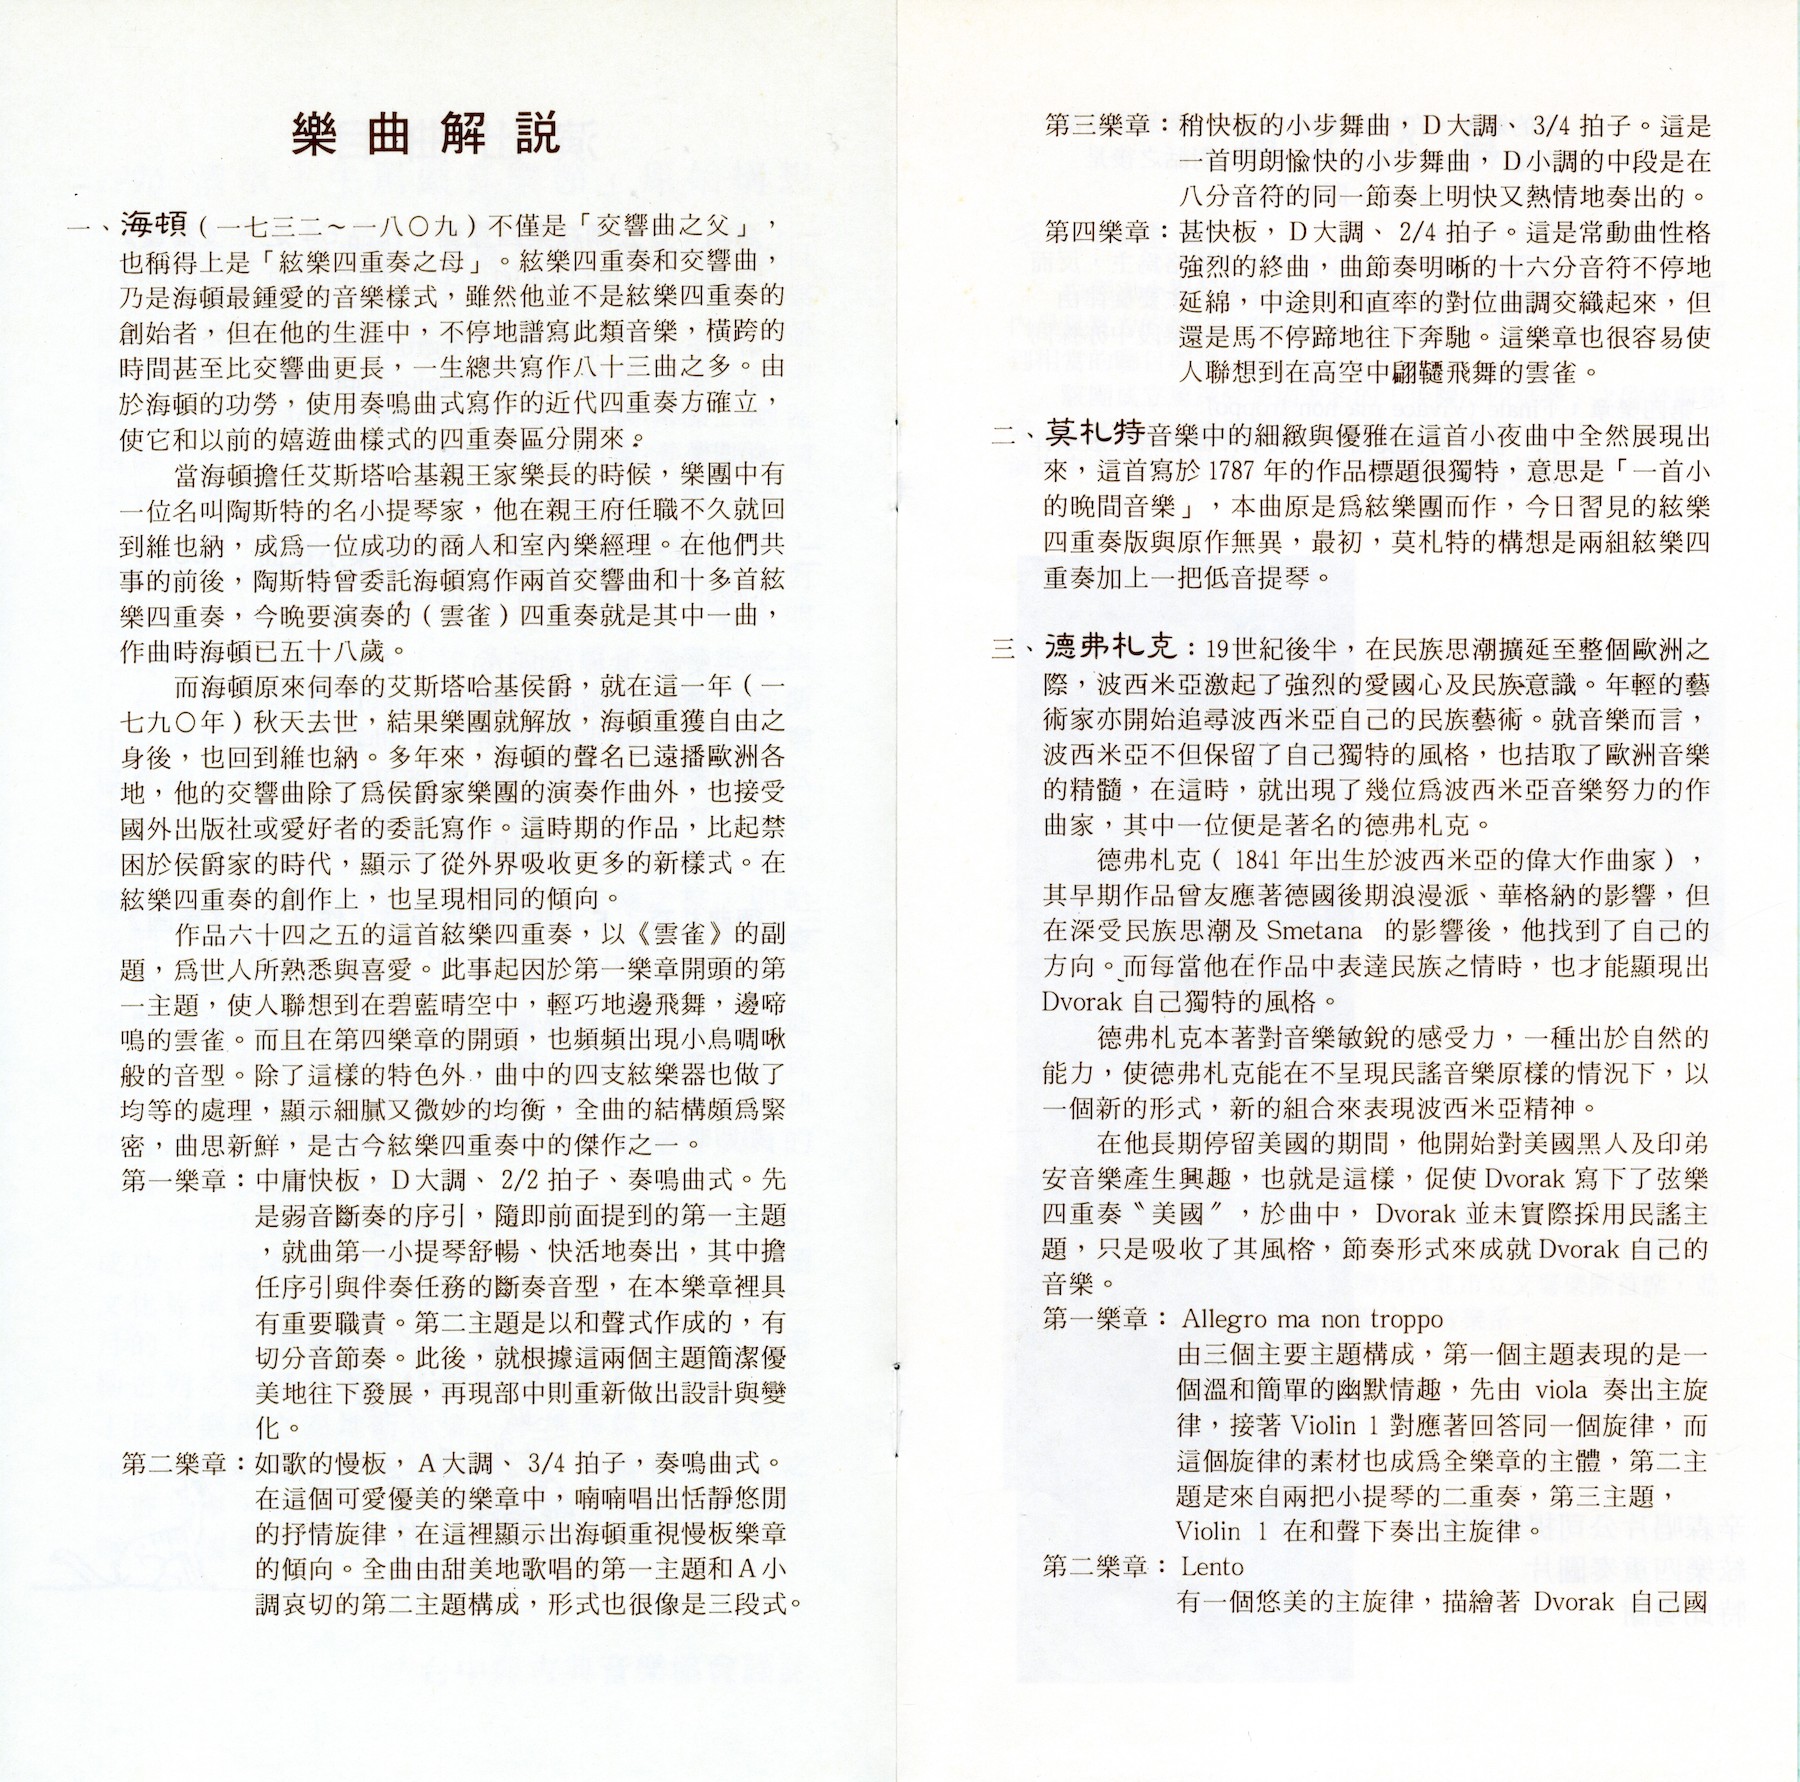 樂曲解説
一、海頓（一七三二～一八〇九）不僅是「交響曲之父」，
也稱得上是「絃樂四重奏之母」。絃樂四重奏和交響曲，
乃是海頓最鍾愛的音樂樣式，雖然他並不是絃樂四重奏的
創始者，但在他的生涯中，不停地譜寫此類音樂，橫跨的
時間甚至比交響曲更長，一生總共寫作八十三曲之多。由
於海頓的功勞，使用奏鳴曲式寫作的近代四重奏方確立，
使它和以前的嬉遊曲樣式的四重奏區分開來。
當海頓擔任艾斯塔哈基親王家樂長的時候，樂團中有
一位名叫陶斯特的名小提琴家，他在親王府任職不久就回
到維也納，成爲一位成功的商人和室內樂經理。在他們共
事的前後，陶斯特曾委託海頓寫作兩首交響曲和十多首絃
樂四重奏，今晚要演奏的（雲雀）四重奏就是其中一曲，
作曲時海頓已五十八歲。
而海頓原來伺奉的艾斯塔哈基侯爵，就在這一年（一
七九〇年）秋天去世，結果樂團就解放，海頓重獲自由之
身後，也回到維也納。多年來，海頓的聲名已遠播歐洲各
地，他的交響曲除了爲侯爵家樂團的演奏作曲外，也接受
國外出版社或愛好者的委託寫作。這時期的作品，比起禁
困於侯爵家的時代，顯示了從外界吸收更多的新樣式。在
絃樂四重奏的創作上，也呈現相同的傾向。
作品六十四之五的這首絃樂四重奏，以《雲雀》的副
題，爲世人所熟悉與喜愛。此事起因於第一樂章開頭的第
一主題，使人聯想到在碧藍晴空中，輕巧地邊飛舞，邊啼
鳴的雲雀。而且在第四樂章的開頭，也頻頻出現小鳥啁啾
般的音型。除了這樣的特色外，曲中的四支絃樂器也做了
均等的處理，顯示細膩又微妙的均衡，全曲的結構頗爲緊
密，曲思新鮮，是古今絃樂四重奏中的傑作之一。
第一樂章：中庸快板，D大調、2/2 拍子、奏鳴曲式。先
是弱音斷奏的序引，隨即前面提到的第一主題
，就曲第一小提琴舒暢、快活地奏出，其中擔
任序引與伴奏任務的斷奏音型，在本樂章裡具
有重要職責。第二主題是以和聲式作成的，有
切分音節奏。此後，就根據這兩個主題簡潔優
美地往下發展，再現部中則重新做出設計與變
化。
第二樂章：如歌的慢板，A大調、3/4 拍子，奏鳴曲式。
在這個可愛優美的樂章中，喃喃唱出恬靜悠閒
的抒情旋律，在這裡顯示出海頓重視慢板樂章
的傾向。全曲由甜美地歌唱的第一主題和A小
調哀切的第二主題構成，形式也很像是三段式。
第三樂章：稍快板的小步舞曲，D大調、3/4 拍子。這是
一首明朗愉快的小步舞曲，D小調的中段是在
八分音符的同一節奏上明快又熱情地奏出的。
第四樂章：甚快板，D大調、2/4 拍子。這是常動曲性格
強烈的終曲，曲節奏明晰的十六分音符不停地
延綿，中途則和直率的對位曲調交織起來，但
還是馬不停蹄地往下奔馳。這樂章也很容易使
人聯想到在高空中翩韆飛舞的雲雀。
二、莫札特音樂中的細緻與優雅在這首小夜曲中全然展現出
來，這首寫於 1787 年的作品標題很獨特，意思是「一首小
的晚間音樂」，本曲原是爲絃樂團而作，今日習見的絃樂
四重奏版與原作無異，最初，莫札特的構想是兩組絃樂四
重奏加上一把低音提琴。
三、德弗札克：19世紀後半，在民族思潮擴延至整個歐洲之
際，波西米亞激起了強烈的愛國心及民族意識。年輕的藝
術家亦開始追尋波西米亞自己的民族藝術。就音樂而言，
波西米亞不但保留了自己獨特的風格，也拮取了歐洲音樂
的精髓，在這時，就出現了幾位爲波西米亞音樂努力的作
曲家，其中一位便是著名的德弗札克。
德弗札克（1841 年出生於波西米亞的偉大作曲家），
其早期作品曾友應著德國後期浪漫派、華格納的影響，但
在深受民族思潮及 Smetana 的影響後，他找到了自己的
方向。而每當他在作品中表達民族之情時，也才能顯現出
Dvorak 自己獨特的風格。
德弗札克本著對音樂敏銳的感受力，一種出於自然的
能力，使德弗札克能在不呈現民謠音樂原樣的情況下，以
一個新的形式，新的組合來表現波西米亞精神。
在他長期停留美國的期間，他開始對美國黑人及印弟
安音樂產生興趣，也就是這樣，促使 Dvorak 寫下了弦樂
四重奏〝美國〞，於曲中，Dvorak 並未實際採用民謠主
題，只是吸收了其風格，節奏形式來成就 Dvorak 自己的
音樂。
第一樂章：Allegro ma non troppo
由三個主要主題構成，第一個主題表現的是一
個溫和簡單的幽默情趣，先由 viola 奏出主旋
律，接著 Violin 1 對應著回答同一個旋律，而
這個旋律的素材也成爲全樂章的主體，第二主
題是來自兩把小提琴的二重奏，第三主題，
Violin 1 在和聲下奏出主旋律。
第二樂章：Lento
有一個悠美的主旋律，描繪著 Dvorak 自己國